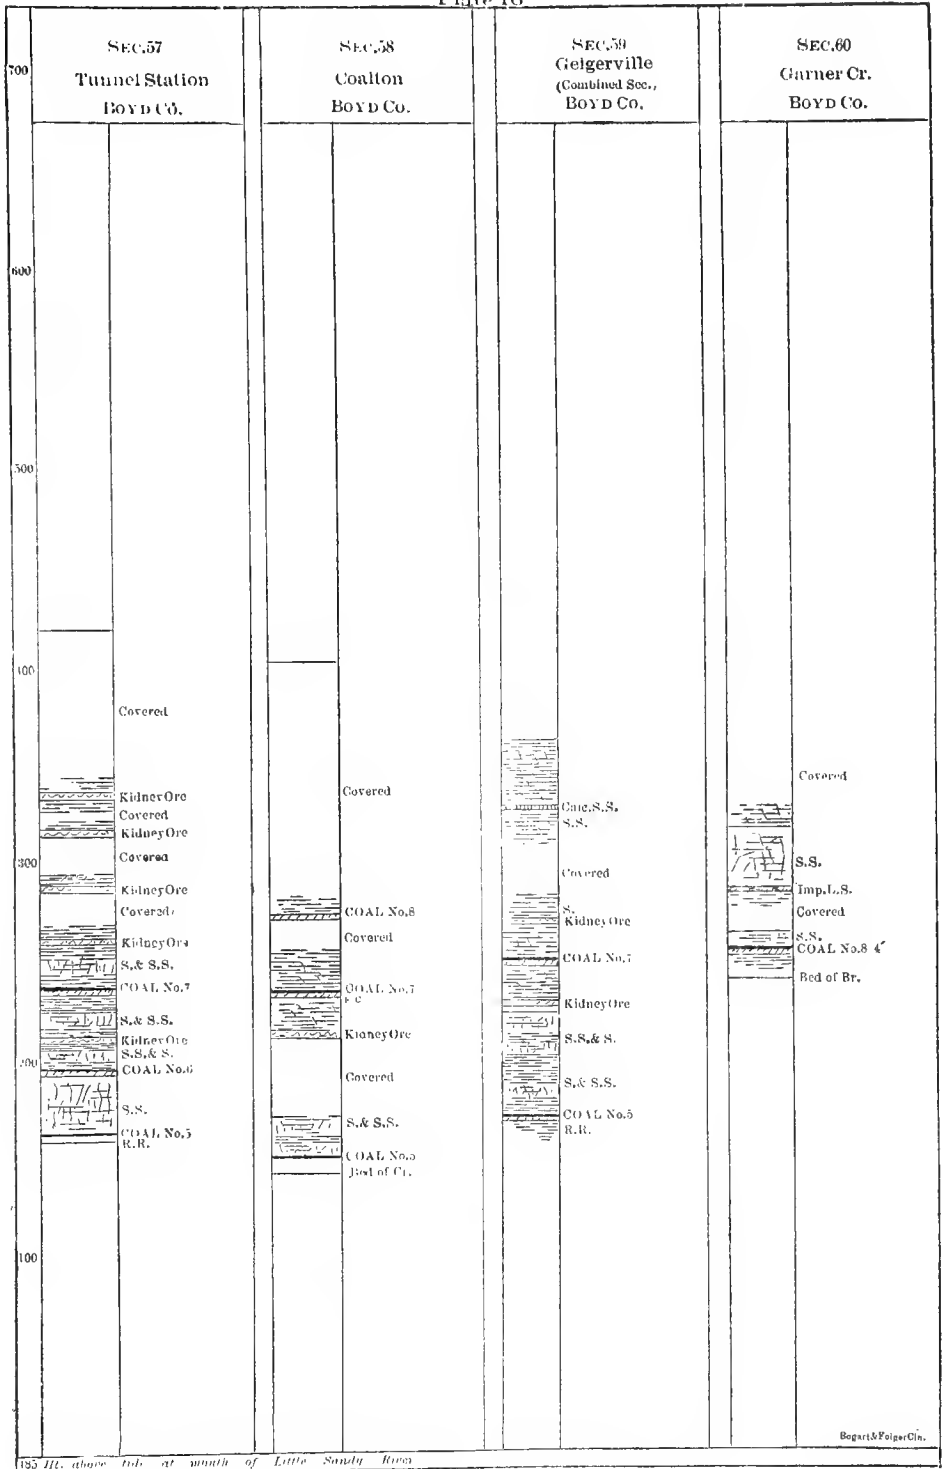 SEC.57
Tunnel Station
BOYD CO.
SEC.58
Coalton
BOYD CO.
SEC.59
Geigerville
(Combined Sec.,
BOYD CO.
SEC.60
Garner Cr.
BOYD CO.
700
600
500
400
300
200
100
Covered
Kidney Ore
Covered
Kidney Ore
Covered
Kidney Ore
Covered
Kidney Ore
S. & S.S.
COAL No.7
S. & S.S.
Kidney Ore
S.S. & S.
COAL No.6
S.S.
COAL No.5
R.R.
Covered
COAL No.8
Covered
COAL No.7
F.C.
Kidney Ore
Covered
S. & S.S.
COAL No.5
Bed of Cr.
Calc. S.S.
S.S.
Covered
S.
Kidney Ore
COAL No.7
Kidney Ore
S.S. & S.
S. & S.S.
COAL No.5
R.R.
Covered
S.S.
Imp. L.S.
Covered
S.S.
COAL No.8 4'
Bed of Br.
Bogart & Folger Cin.
485 Ht. above tide at mouth of Little Sandy River